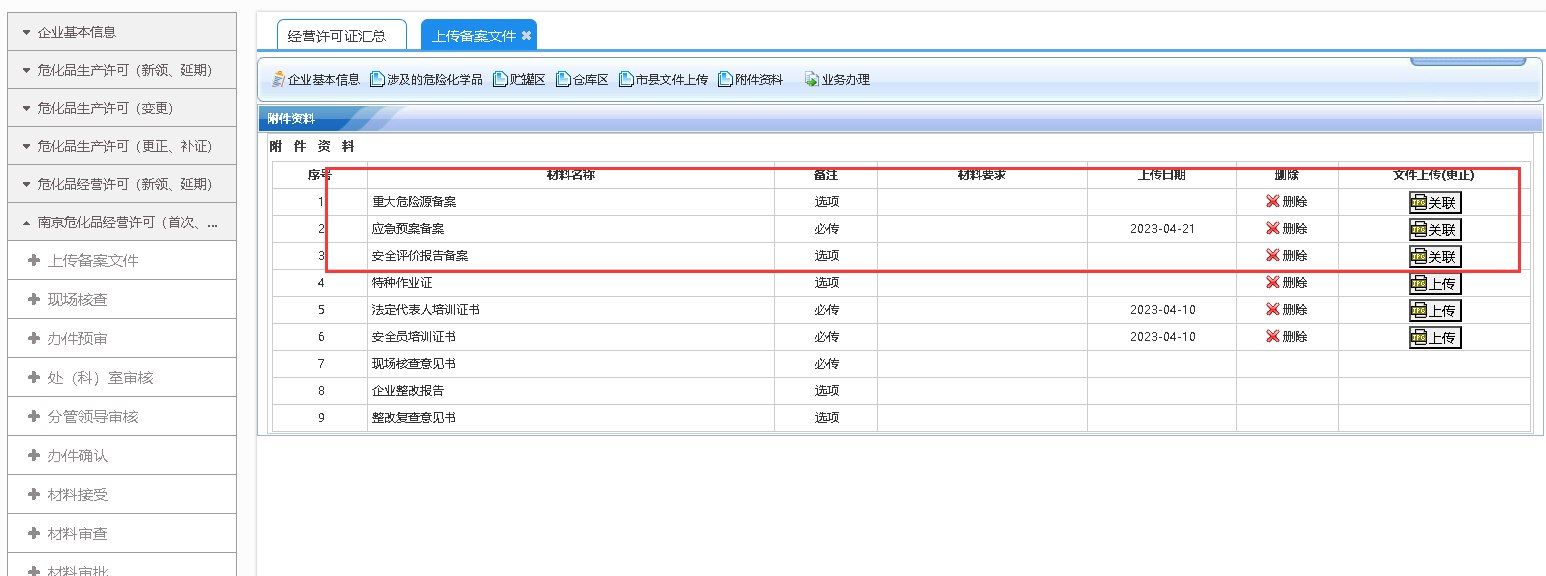 企业基本信息
危化品生产许可（新领、延期）
危化品生产许可（变更）
危化品生产许可（更正、补证）
危化品经营许可（新领、延期）
南京危化品经营许可（首次、...
上传备案文件
现场核查
办件预审
处（科）室审核
分管领导审核
办件确认
材料接受
材料审查
材料审批
经营许可证汇总 上传备案文件
企业基本信息 涉及的危险化学品 贮罐区 仓库区 市县文件上传 附件资料 业务办理
附件资料
附 件 资 料
序号 材料名称 备注 材料要求 上传日期 删除 文件上传(更正)
1 重大危险源备案 选项 删除 关联
2 应急预案备案 必传 2023-04-21 删除 关联
3 安全评价报告备案 选项 删除 关联
4 特种作业证 选项 删除 上传
5 法定代表人培训证书 必传 2023-04-10 删除 上传
6 安全员培训证书 必传 2023-04-10 删除 上传
7 现场核查意见书 必传
8 企业整改报告 选项
9 整改复查意见书 选项